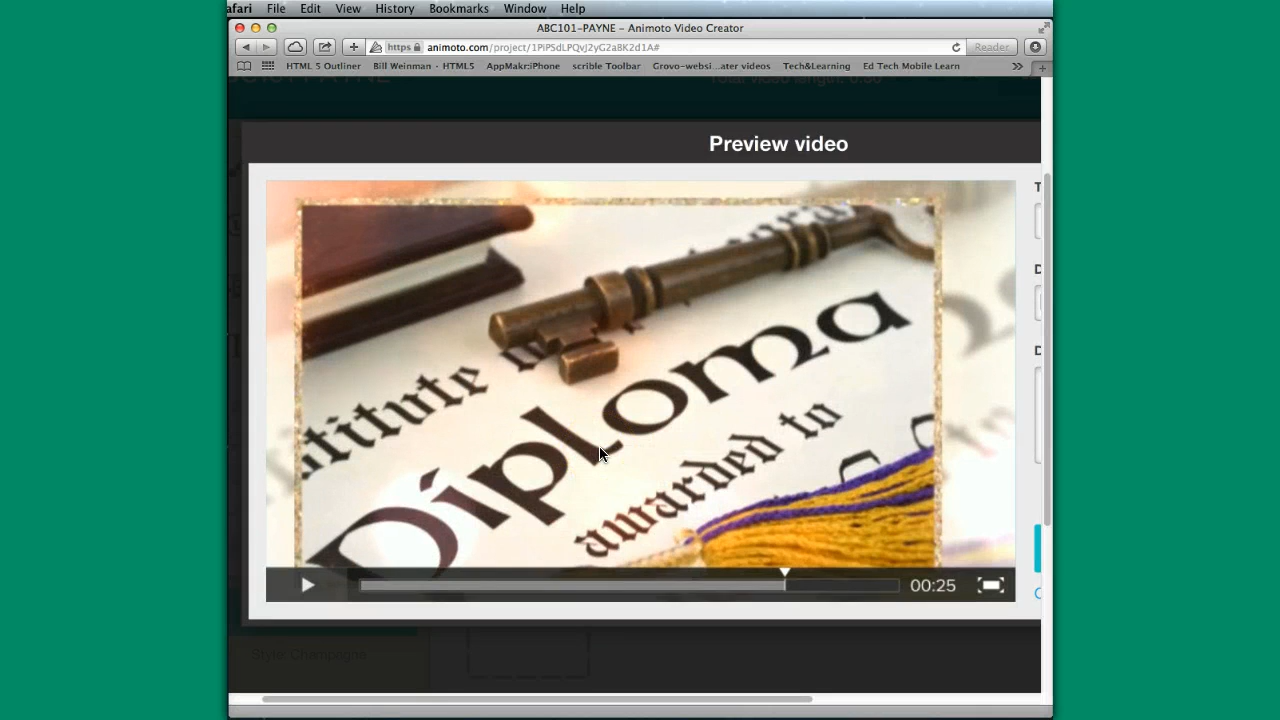 afari File Edit View History Bookmarks Window Help
ABC101-PAYNE – Animoto Video Creator
https animoto.com/project/1PiPSdLPQvJ2yG2aBK2d1A# Reader
HTML 5 Outliner Bill Weinman · HTML5 AppMakr:iPhone scrible Toolbar Grovo-websi...ater videos Tech&Learning Ed Tech Mobile Learn
Preview video
T
D
D
stitute
Diploma
awarded to
00:25
Style: Champagne